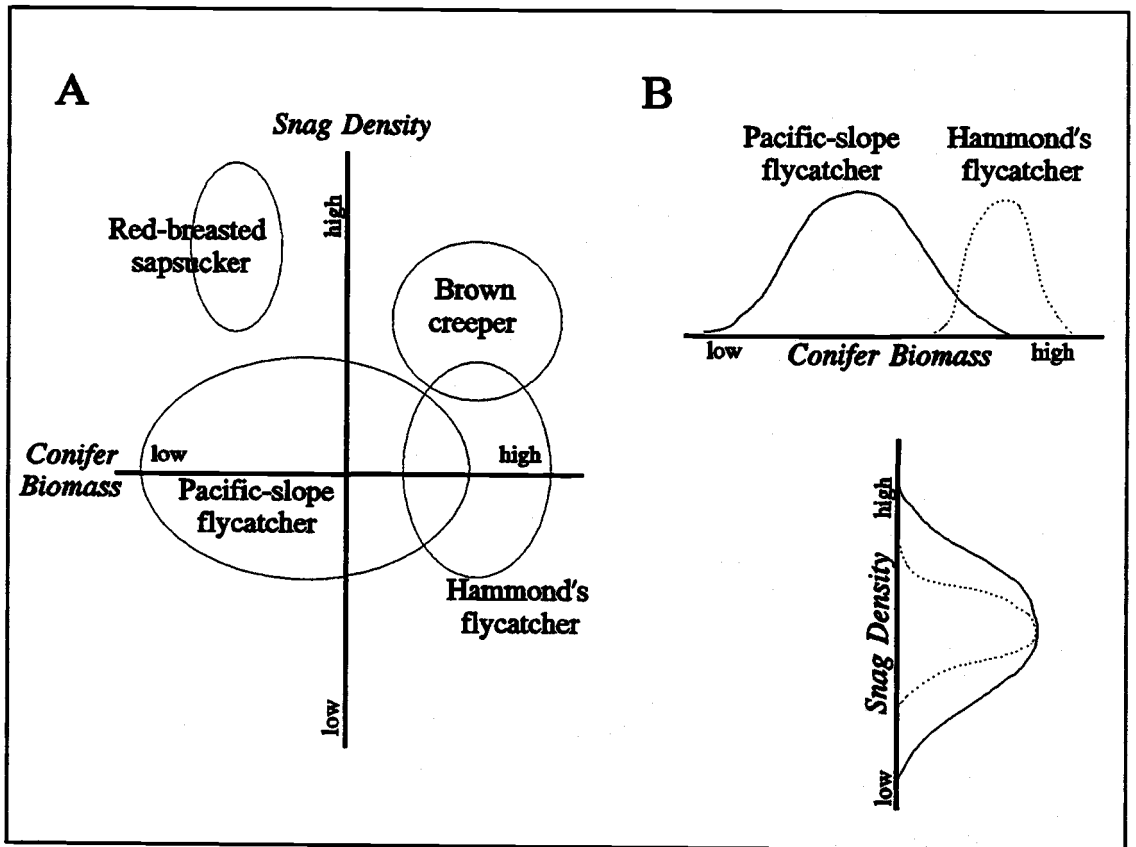 A
Snag Density
high
Red-breasted
sapsucker
Brown
creeper
Conifer
Biomass
low
high
Pacific-slope
flycatcher
Hammond's
flycatcher
low
B
Pacific-slope
flycatcher
Hammond's
flycatcher
low
Conifer Biomass
high
high
Snag Density
low